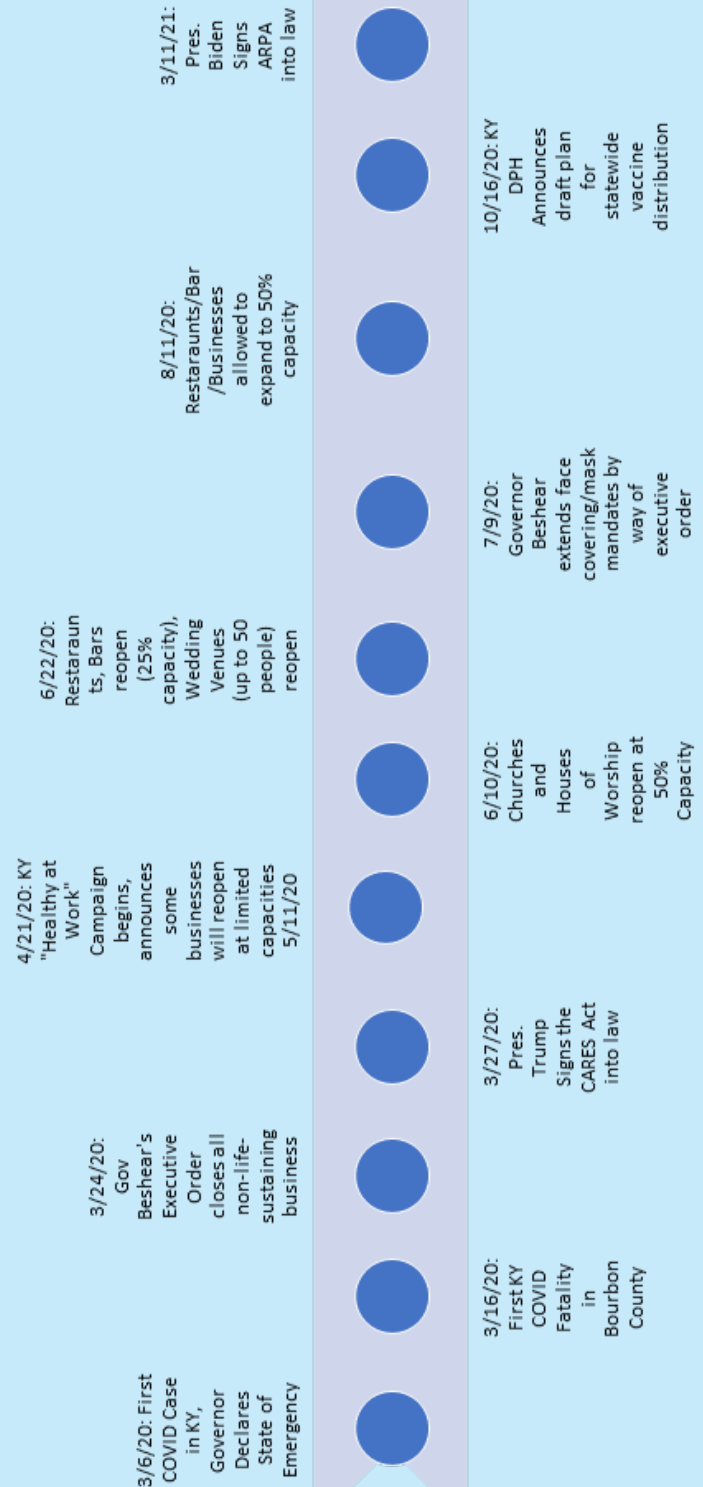 3/6/20: First
COVID Case
in KY,
Governor
Declares
State of
Emergency
3/16/20:
First KY
COVID
Fatality
in
Bourbon
County
3/24/20:
Gov
Beshear's
Executive
Order
closes all
non-life-
sustaining
business
3/27/20:
Pres.
Trump
Signs the
CARES Act
into law
4/21/20: KY
"Healthy at
Work"
Campaign
begins,
announces
some
businesses
will reopen
at limited
capacities
5/11/20
6/10/20:
Churches
and
Houses
of
Worship
reopen at
50%
Capacity
6/22/20:
Restaraun
ts, Bars
reopen
(25%
capacity),
Wedding
Venues
(up to 50
people)
reopen
7/9/20:
Governor
Beshear
extends face
covering/mask
mandates by
way of
executive
order
8/11/20:
Restaraunts/Bar
/Businesses
allowed to
expand to 50%
capacity
10/16/20: KY
DPH
Announces
draft plan
for
statewide
vaccine
distribution
3/11/21:
Pres.
Biden
Signs
ARPA
into law